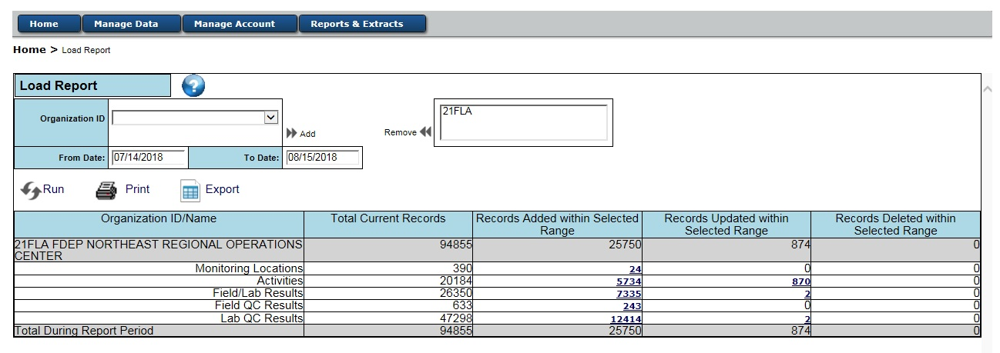 Home Manage Data Manage Account Reports & Extracts
Home > Load Report
Load Report ?
Organization ID Add Remove 21FLA
From Date: 07/14/2018 To Date: 08/15/2018
Run Print Export
Organization ID/Name Total Current Records Records Added within Selected Range Records Updated within Selected Range Records Deleted within Selected Range
21FLA FDEP NORTHEAST REGIONAL OPERATIONS CENTER 94855 25750 874 0
Monitoring Locations 390 24 0 0
Activities 20184 5734 870 0
Field/Lab Results 26350 7335 2 0
Field QC Results 633 243 0 0
Lab QC Results 47298 12414 2 0
Total During Report Period 94855 25750 874 0